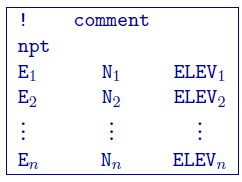 ! comment
npt
E₁ N₁ ELEV₁
E₂ N₂ ELEV₂
⋮ ⋮ ⋮
Eₙ Nₙ ELEVₙ